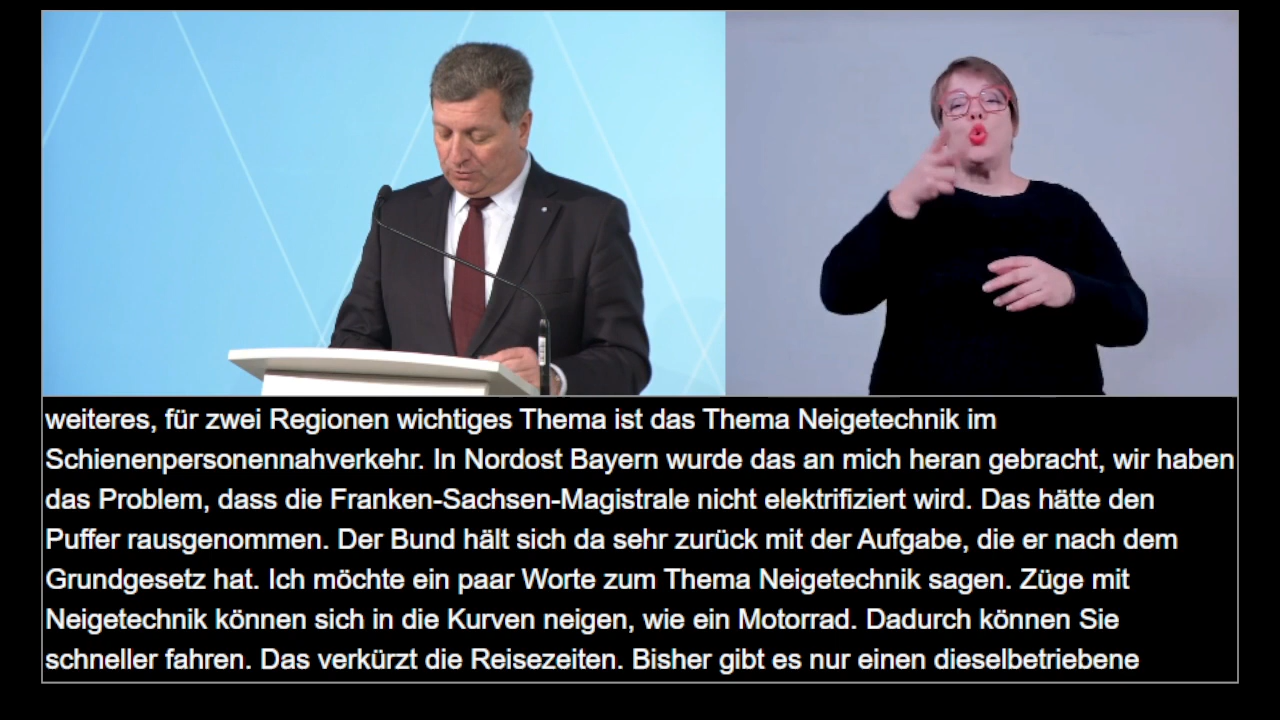 weiteres, für zwei Regionen wichtiges Thema ist das Thema Neigetechnik im
Schienenpersonennahverkehr. In Nordost Bayern wurde das an mich heran gebracht, wir haben
das Problem, dass die Franken-Sachsen-Magistrale nicht elektrifiziert wird. Das hätte den
Puffer rausgenommen. Der Bund hält sich da sehr zurück mit der Aufgabe, die er nach dem
Grundgesetz hat. Ich möchte ein paar Worte zum Thema Neigetechnik sagen. Züge mit
Neigetechnik können sich in die Kurven neigen, wie ein Motorrad. Dadurch können Sie
schneller fahren. Das verkürzt die Reisezeiten. Bisher gibt es nur einen dieselbetriebene